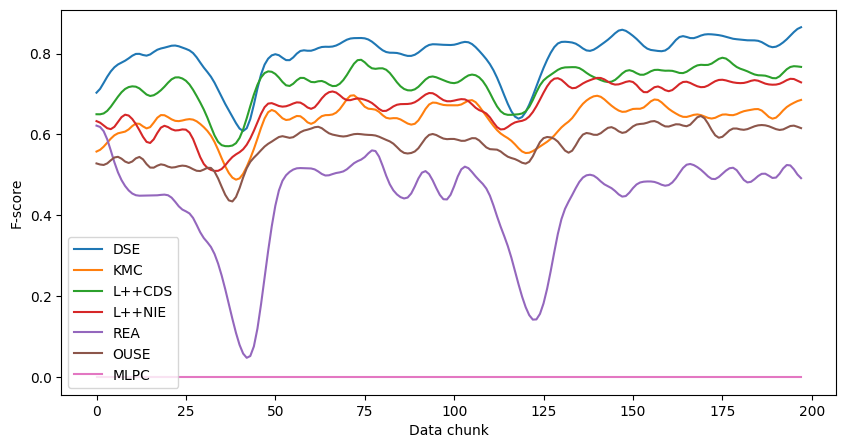 F-score
0.8
0.6
0.4
0.2
0.0
DSE
KMC
L++CDS
L++NIE
REA
OUSE
MLPC
0 25 50 75 100 125 150 175 200
Data chunk